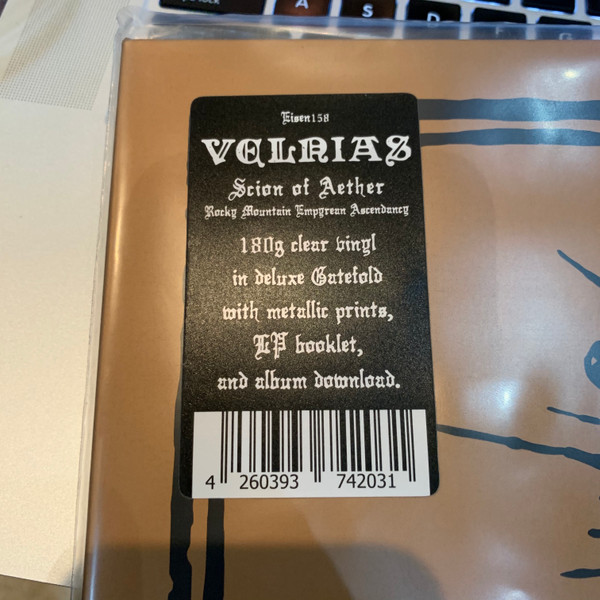 A
S
D
F
G
Eisen158
VELNIAS
Scion of Aether
Rocky Mountain Empyrean Ascendancy
180g clear vinyl
in deluxe Gatefold
with metallic prints,
LP booklet,
and album download.
4 260393 742031